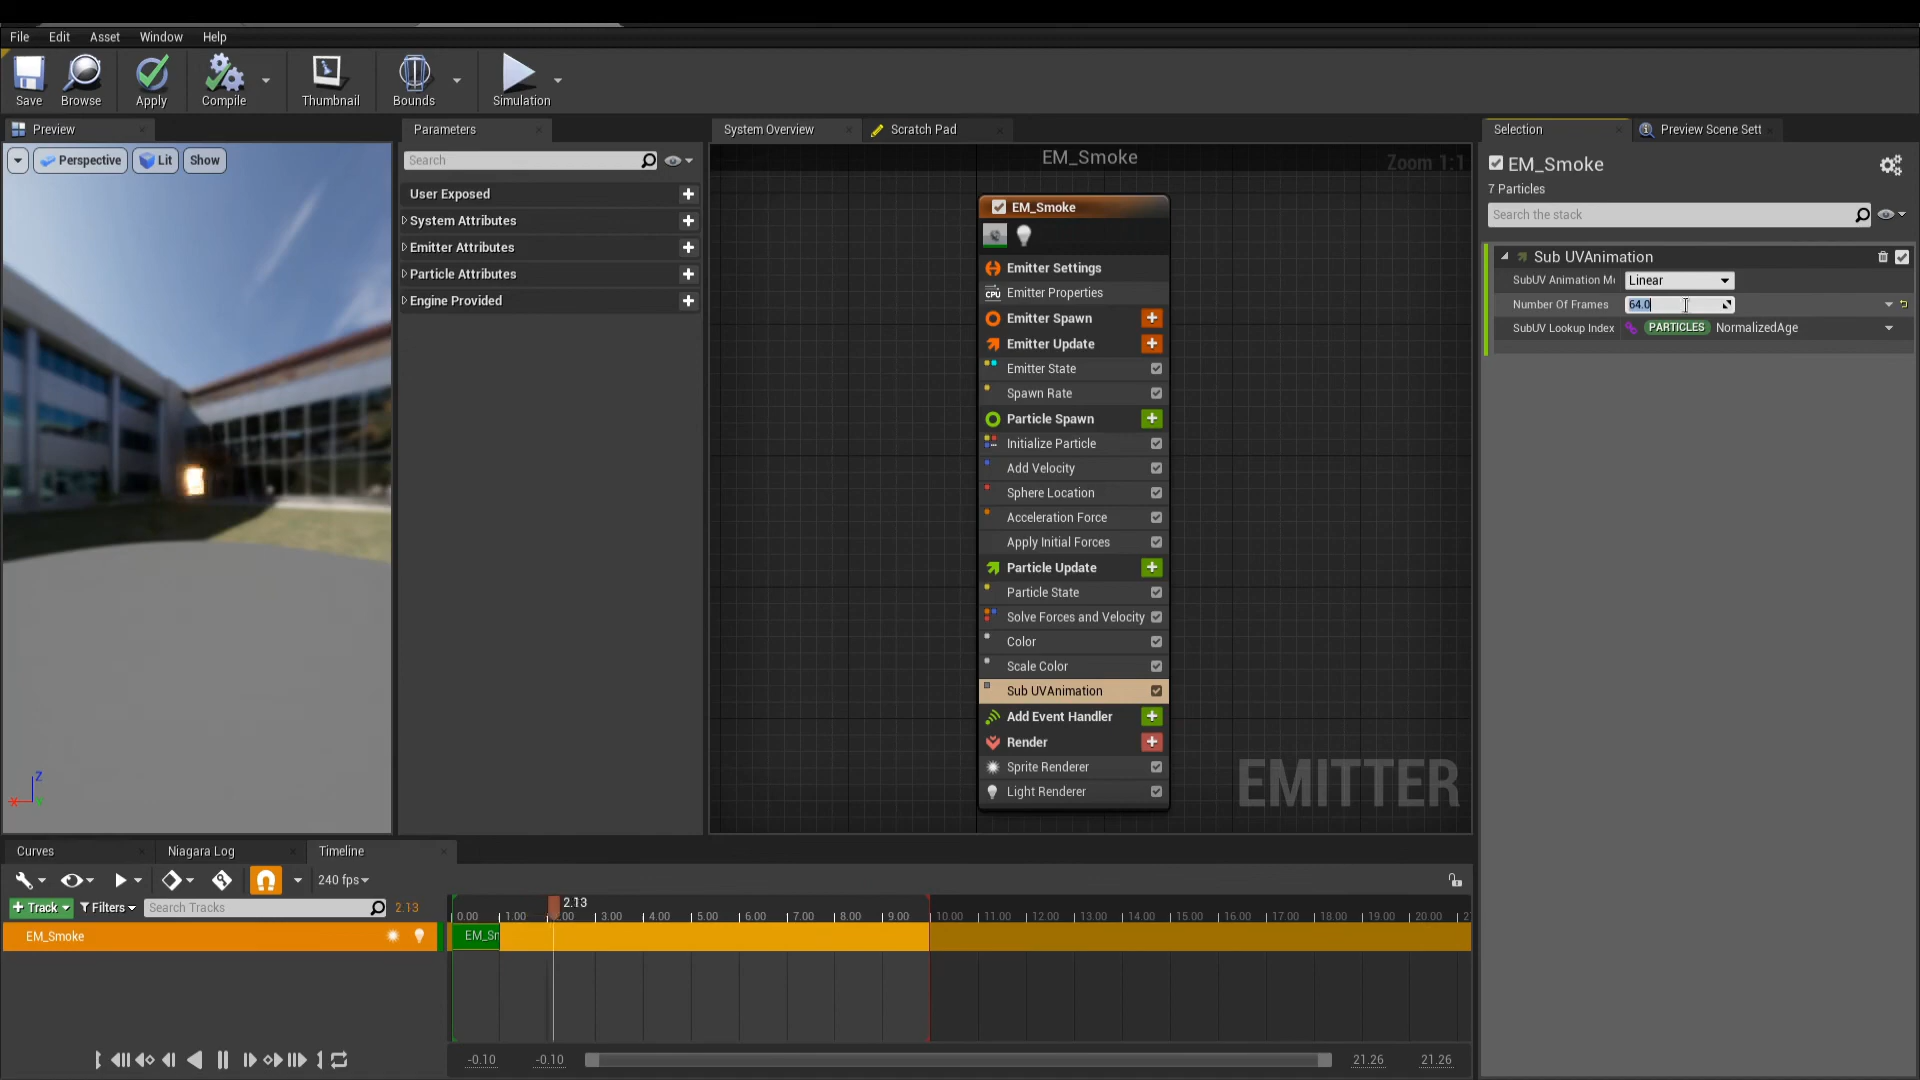 File Edit Asset Window Help
Save Browse Apply Compile Thumbnail Bounds Simulation
Preview
Perspective Lit Show
Parameters
Search
User Exposed
System Attributes
Emitter Attributes
Particle Attributes
Engine Provided
System Overview Scratch Pad
EM_Smoke
Zoom 1:1
EM_Smoke
Emitter Settings
CPU Emitter Properties
Emitter Spawn
Emitter Update
Emitter State
Spawn Rate
Particle Spawn
Initialize Particle
Add Velocity
Sphere Location
Acceleration Force
Apply Initial Forces
Particle Update
Particle State
Solve Forces and Velocity
Color
Scale Color
Sub UVAnimation
Add Event Handler
Render
Sprite Renderer
Light Renderer
EMITTER
Selection Preview Scene Sett
EM_Smoke
7 Particles
Search the stack
Sub UVAnimation
SubUV Animation Mo Linear
Number Of Frames 64.0
SubUV Lookup Index PARTICLES NormalizedAge
Z
X Y
Curves Niagara Log Timeline
240 fps
+ Track Filters Search Tracks 2.13
2.13
0.00 1.00 2.00 3.00 4.00 5.00 6.00 7.00 8.00 9.00 10.00 11.00 12.00 13.00 14.00 15.00 16.00 17.00 18.00 19.00 20.00 2
EM_Smoke
EM_Sm
-0.10 -0.10 21.26 21.26